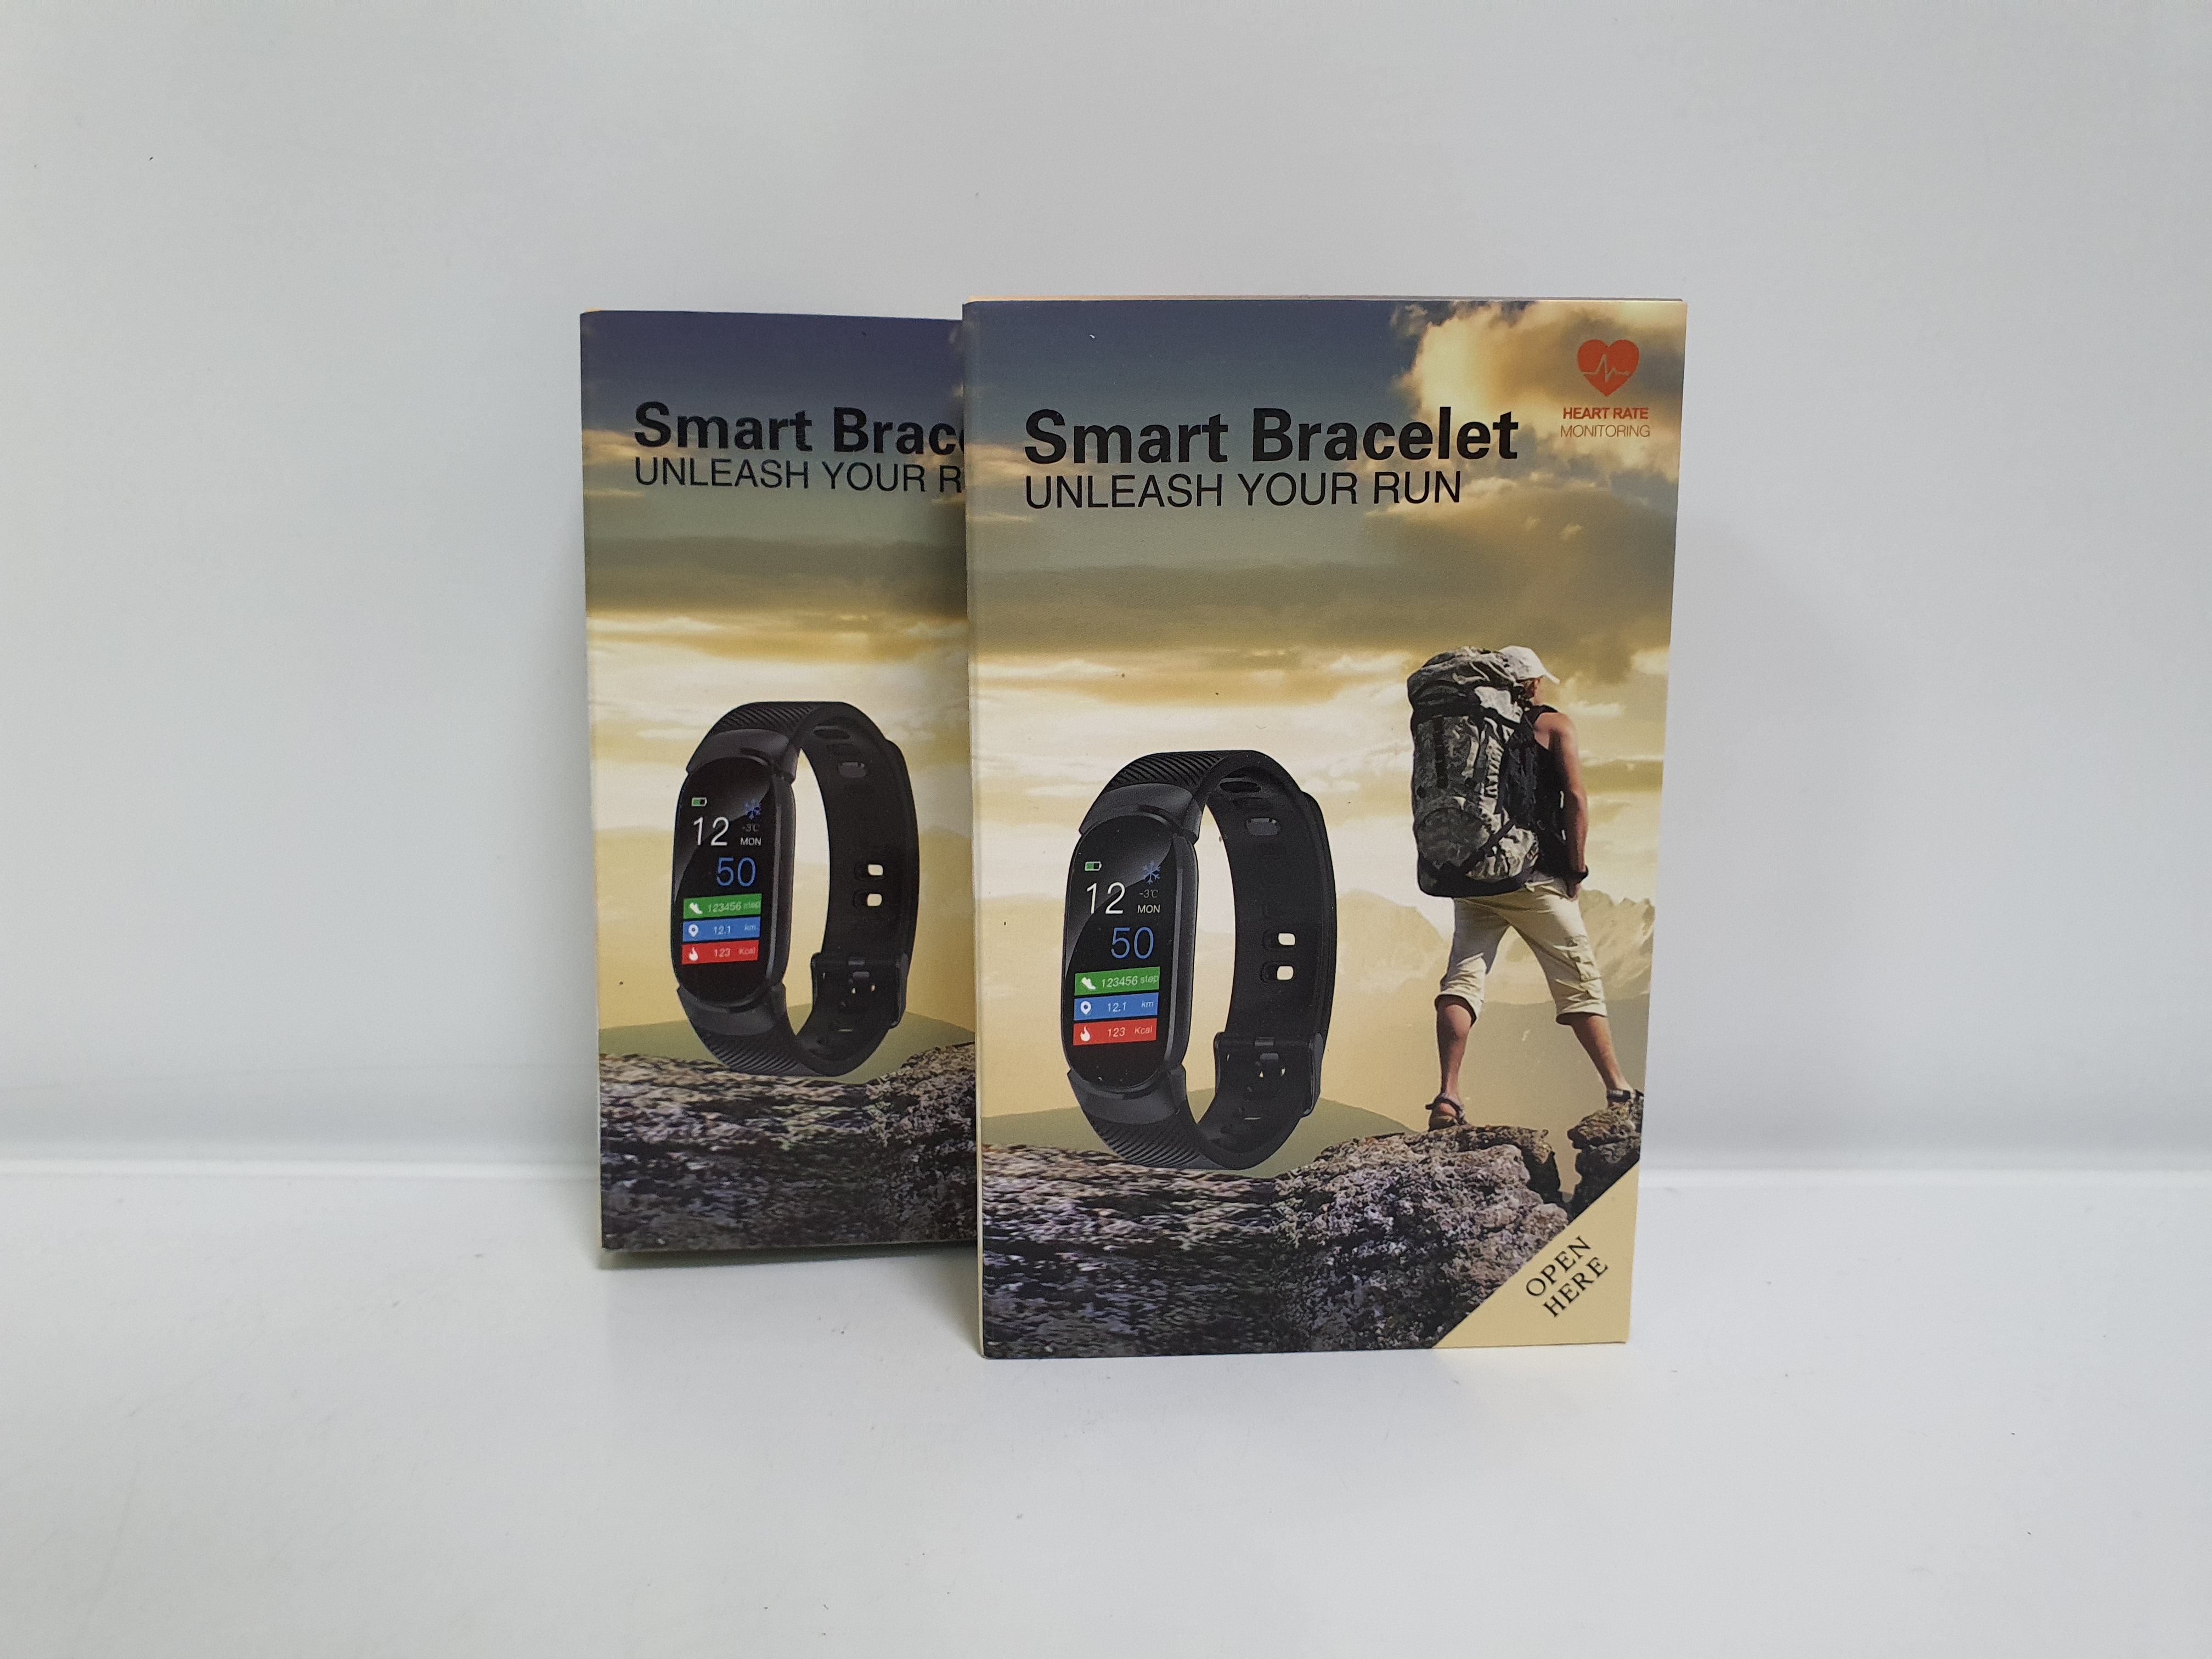 Smart Brace
UNLEASH YOUR R
12
-3℃
MON
50
123456 step
12.1 km
123 Kcal
HEART RATE
MONITORING
Smart Bracelet
UNLEASH YOUR RUN
12
-3℃
MON
50
123456 step
12.1 km
123 Kcal
OPEN
HERE